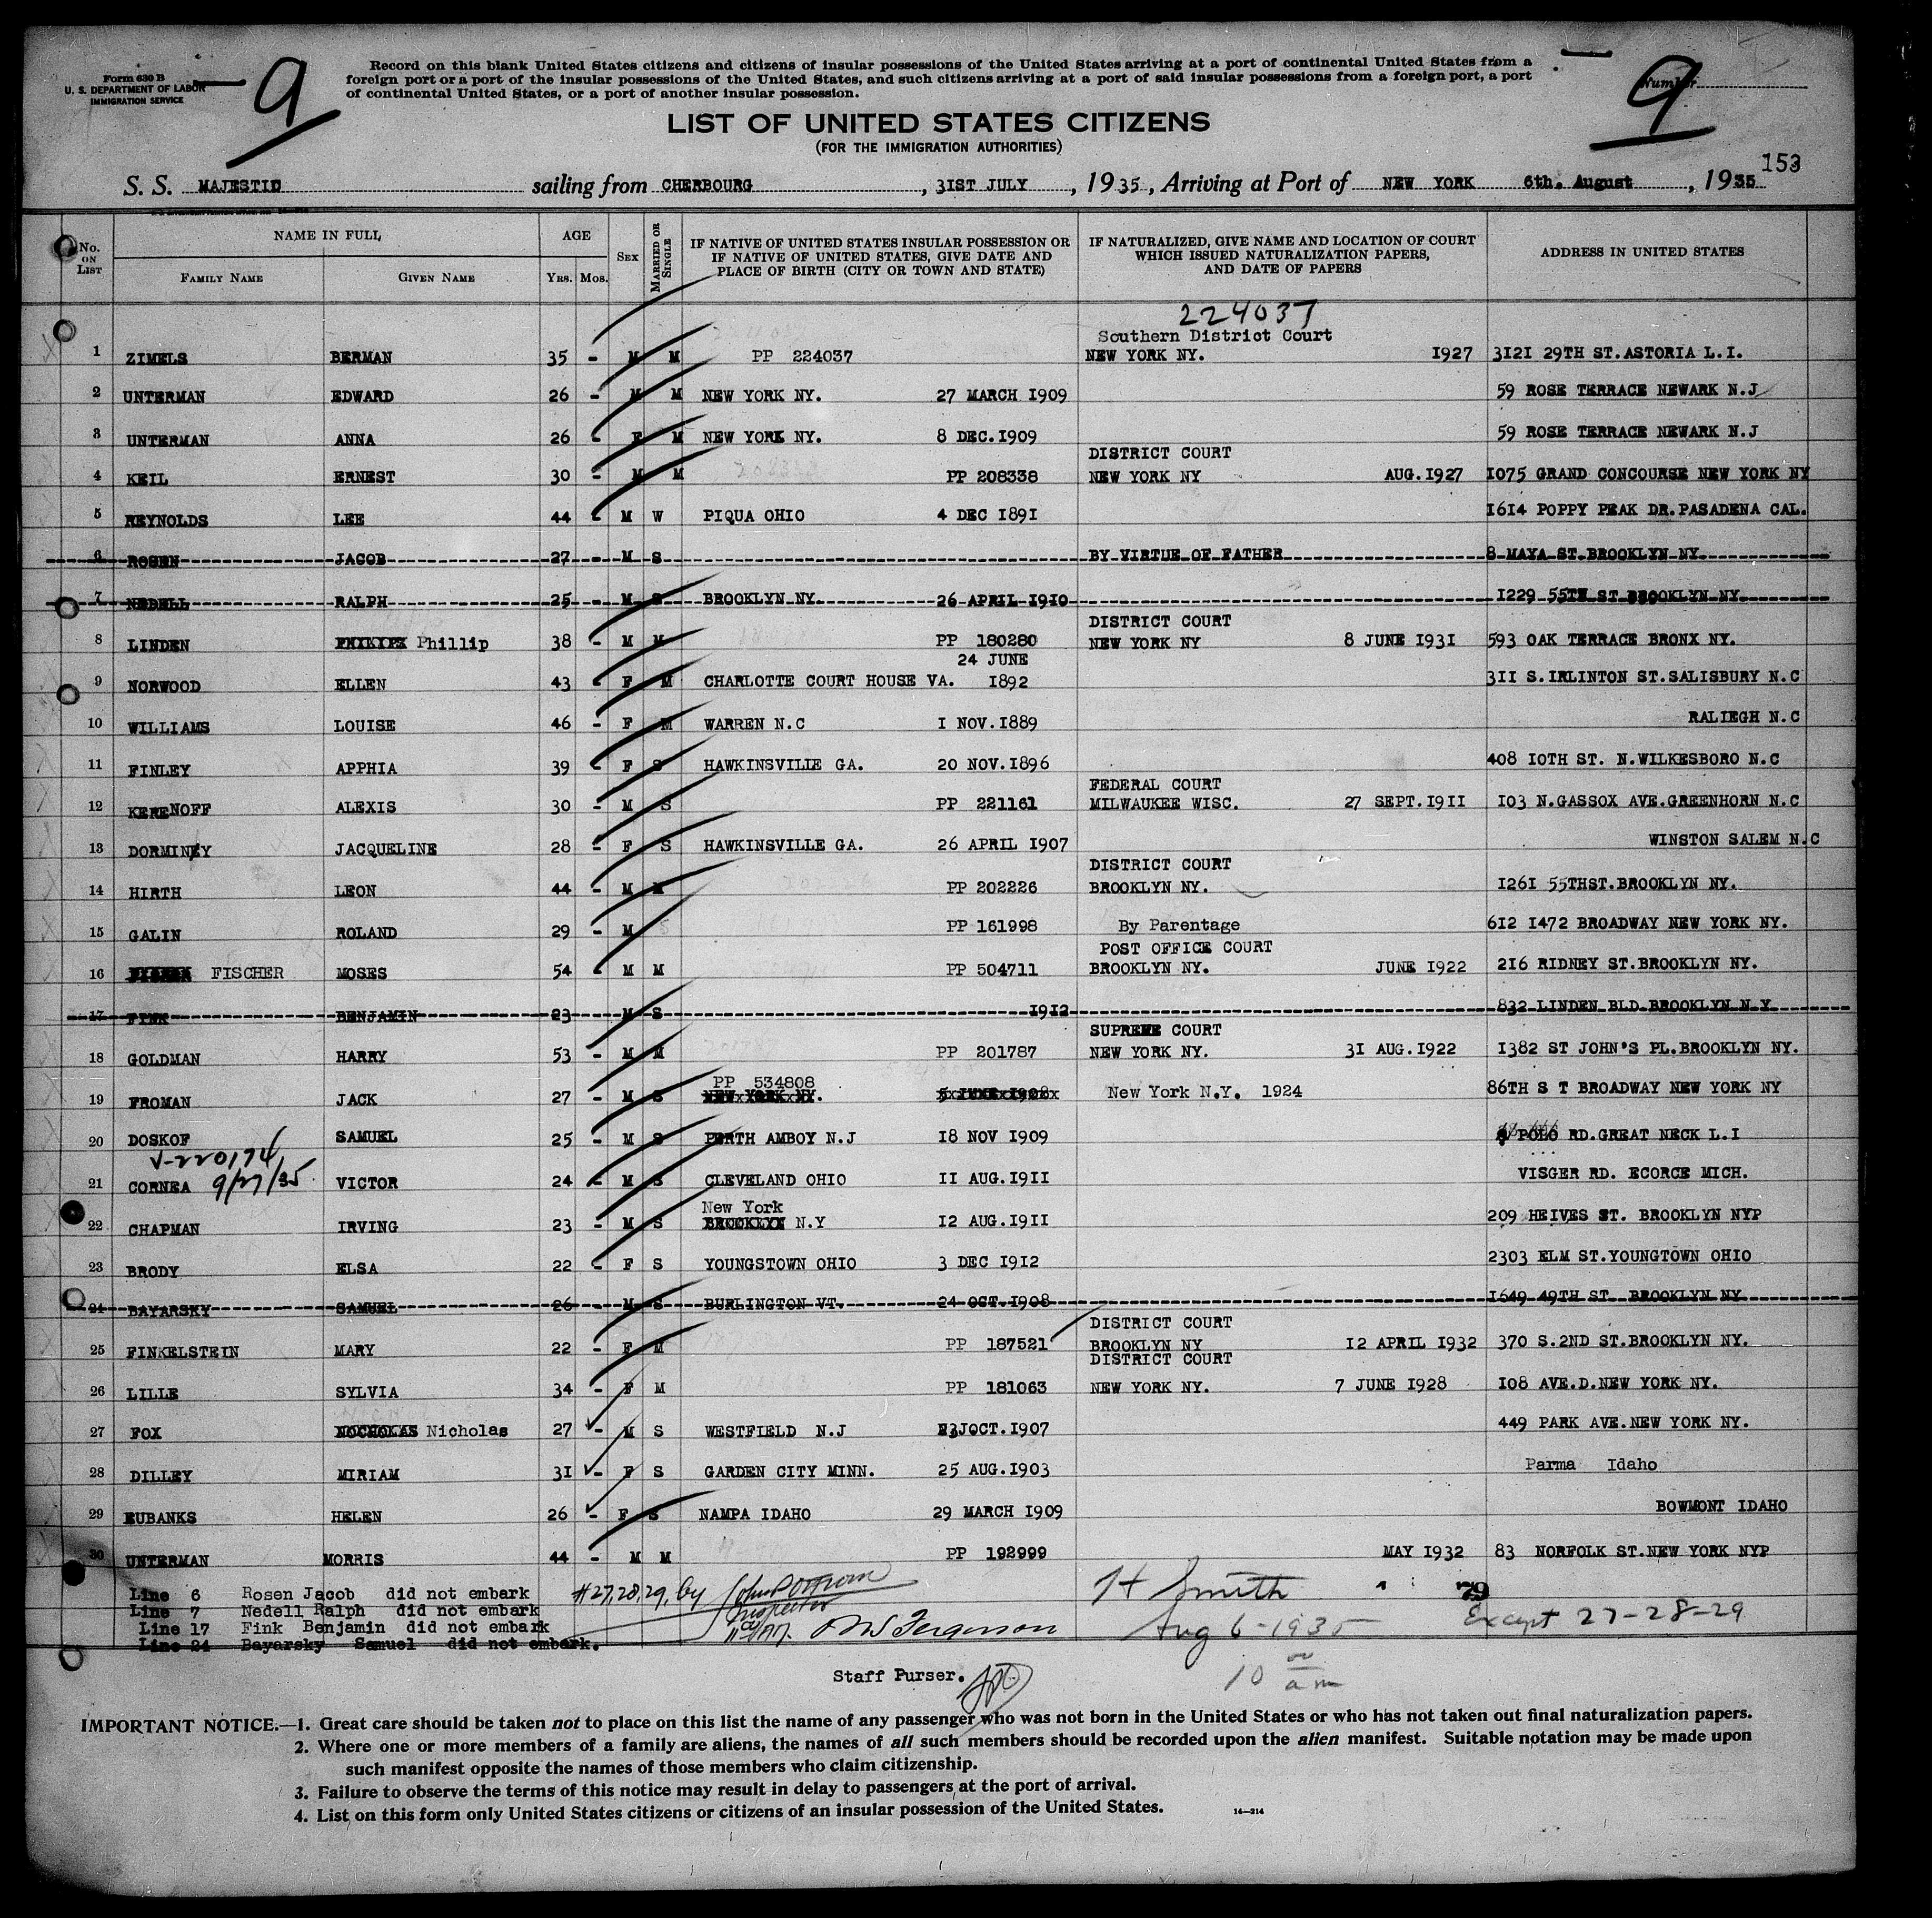 Form 630 B
U. S. DEPARTMENT OF LABOR
IMMIGRATION SERVICE
9
Record on this blank United States citizens and citizens of insular possessions of the United States arriving at a port of continental United States from a
foreign port or a port of the insular possessions of the United States, and such citizens arriving at a port of said insular possessions from a foreign port, a port
of continental United States, or a port of another insular possession.
9
Number
LIST OF UNITED STATES CITIZENS
(FOR THE IMMIGRATION AUTHORITIES)
153
S. S. MAJESTIC sailing from CHERBOURG, 31ST JULY, 1935, Arriving at Port of NEW YORK 6th. August, 1935
No. ON LIST NAME IN FULL AGE SEX MARRIED OR SINGLE IF NATIVE OF UNITED STATES INSULAR POSSESSION OR IF NATIVE OF UNITED STATES, GIVE DATE AND PLACE OF BIRTH (CITY OR TOWN AND STATE) IF NATURALIZED, GIVE NAME AND LOCATION OF COURT WHICH ISSUED NATURALIZATION PAPERS, AND DATE OF PAPERS ADDRESS IN UNITED STATES
FAMILY NAME GIVEN NAME YRS. MOS.
224037
Southern District Court
1 ZIMELS BERMAN 35 - M M PP 224037 NEW YORK NY. 1927 3121 29TH ST.ASTORIA L.I.
2 UNTERMAN EDWARD 26 - M M NEW YORK NY. 27 MARCH 1909 59 ROSE TERRACE NEWARK N.J
3 UNTERMAN ANNA 26 - F M NEW YORK NY. 8 DEC.1909 59 ROSE TERRACE NEWARK N.J
DISTRICT COURT
4 KEIL ERNEST 30 - M M PP 208338 NEW YORK NY AUG.1927 1075 GRAND CONCOURSE NEW YORK NY
5 REYNOLDS LEE 44 - M W PIQUA OHIO 4 DEC 1891 1614 POPPY PEAK DR.PASADENA CAL.
6 ROSEN JACOB 27 - M S BY VIRTUE OF FATHER 8 MAYA ST.BROOKLYN NY
7 NEDELL RALPH 25 - M S BROOKLYN NY. 26 APRIL 1910 1229 55TH ST BROOKLYN NY
DISTRICT COURT
8 LINDEN Phillip 38 - M M PP 180280 NEW YORK NY 8 JUNE 1931 593 OAK TERRACE BRONX NY.
24 JUNE
9 NORWOOD ELLEN 43 - F M CHARLOTTE COURT HOUSE VA. 1892 311 S.IRLINTON ST.SALISBURY N.C
10 WILLIAMS LOUISE 46 - F M WARREN N.C 1 NOV.1889 RALIEGH N.C
11 FINLEY APPHIA 39 - F S HAWKINSVILLE GA. 20 NOV.1896 408 10TH ST. N.WILKESBORO N.C
FEDERAL COURT
12 KERENOFF ALEXIS 30 - M S PP 221161 MILWAUKEE WISC. 27 SEPT.1911 103 N.GASSOX AVE.GREENHORN N.C
13 DORMINEY JACQUELINE 28 - F S HAWKINSVILLE GA. 26 APRIL 1907 WINSTON SALEM N.C
DISTRICT COURT
14 HIRTH LEON 44 - M M PP 202226 BROOKLYN NY. 1261 55THST.BROOKLYN NY.
15 GALIN ROLAND 29 - M S PP 161998 By Parentage 612 1472 BROADWAY NEW YORK NY.
POST OFFICE COURT
16 FISCHER MOSES 54 - M M PP 504711 BROOKLYN NY. JUNE 1922 216 RIDNEY ST.BROOKLYN NY.
17 FINK BENJAMIN 23 M S 1912 832 LINDEN BLD.BROOKLYN N.Y
SUPREME COURT
18 GOLDMAN HARRY 53 - M M PP 201787 NEW YORK NY. 31 AUG.1922 1382 ST JOHN'S PL.BROOKLYN NY.
PP 534808
19 FROMAN JACK 27 - M S NEW YORK NY. 5 JUNE 1908 New York N.Y. 1924 86TH S T BROADWAY NEW YORK NY
20 DOSKOF SAMUEL 25 - M S PERTH AMBOY N.J 18 NOV 1909 POLO RD.GREAT NECK L.I
V-220174
21 CORNEA 9/27/35 VICTOR 24 - M S CLEVELAND OHIO 11 AUG.1911 VISGER RD. ECORCE MICH.
New York
22 CHAPMAN IRVING 23 - M S BROOKLYN N.Y 12 AUG.1911 209 HEIVES ST. BROOKLYN NYP
23 BRODY ELSA 22 - F S YOUNGSTOWN OHIO 3 DEC 1912 2303 ELM ST.YOUNGTOWN OHIO
24 BAYARSKY SAMUEL 26 - M S BURLINGTON VT. 24 OCT.1908 1649 49TH ST. BROOKLYN NY
DISTRICT COURT
25 FINKELSTEIN MARY 22 - F M PP 187521 BROOKLYN NY 12 APRIL 1932 370 S.2ND ST.BROOKLYN NY.
DISTRICT COURT
26 LILLE SYLVIA 34 - F M PP 181063 NEW YORK NY. 7 JUNE 1928 108 AVE.D.NEW YORK NY.
27 FOX NOCHOLAS Nicholas 27 - M S WESTFIELD N.J 23 OCT.1907 449 PARK AVE.NEW YORK NY.
28 DILLEY MIRIAM 31 - F S GARDEN CITY MINN. 25 AUG.1903 Parma Idaho
29 EUBANKS HELEN 26 - F S NAMPA IDAHO 29 MARCH 1909 BOWMONT IDAHO
30 UNTERMAN MORRIS 44 - M M PP 192999 MAY 1932 83 NORFOLK ST.NEW YORK NYP
Line 6 Rosen Jacob did not embark
Line 7 Nedell Ralph did not embark
Line 17 Fink Benjamin did not embark
Line 24 Bayarsky Samuel did not embark.
#27,28,29, by
Inspector
H Smith
Aug 6-1935
10 am
79
Except 27-28-29
Staff Purser.
IMPORTANT NOTICE.—1. Great care should be taken not to place on this list the name of any passenger who was not born in the United States or who has not taken out final naturalization papers.
2. Where one or more members of a family are aliens, the names of all such members should be recorded upon the alien manifest. Suitable notation may be made upon
such manifest opposite the names of those members who claim citizenship.
3. Failure to observe the terms of this notice may result in delay to passengers at the port of arrival.
4. List on this form only United States citizens or citizens of an insular possession of the United States.
14—214